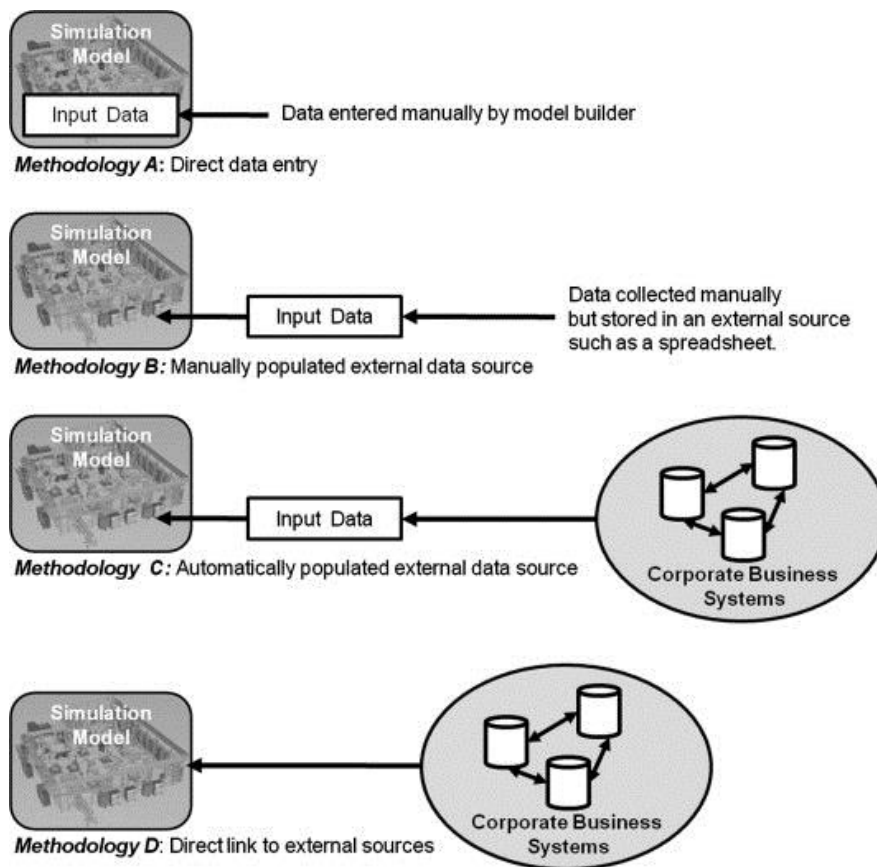 Simulation
Model
Input Data
Data entered manually by model builder
Methodology A: Direct data entry
Simulation
Model
Input Data
Data collected manually
but stored in an external source
such as a spreadsheet.
Methodology B: Manually populated external data source
Simulation
Model
Input Data
Methodology C: Automatically populated external data source
Corporate Business
Systems
Simulation
Model
Corporate Business
Systems
Methodology D: Direct link to external sources